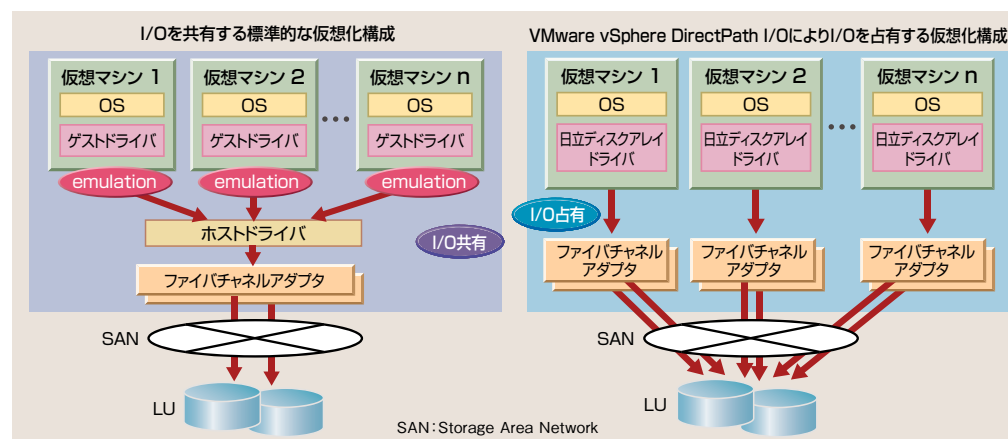 I/Oを共有する標準的な仮想化構成
仮想マシン 1
OS
ゲストドライバ
emulation
仮想マシン 2
OS
ゲストドライバ
emulation
•••
仮想マシン n
OS
ゲストドライバ
emulation
ホストドライバ
I/O共有
ファイバチャネルアダプタ
SAN
LU
VMware vSphere DirectPath I/OによりI/Oを占有する仮想化構成
仮想マシン 1
OS
日立ディスクアレイ
ドライバ
仮想マシン 2
OS
日立ディスクアレイ
ドライバ
•••
仮想マシン n
OS
日立ディスクアレイ
ドライバ
I/O占有
ファイバチャネル
アダプタ
ファイバチャネル
アダプタ
ファイバチャネル
アダプタ
SAN
LU
SAN：Storage Area Network